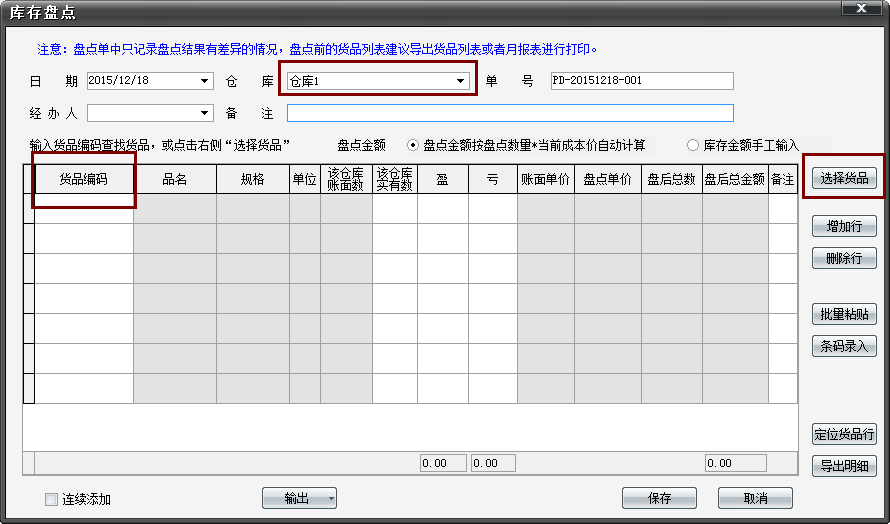 库存盘点
X
注意：盘点单中只记录盘点结果有差异的情况，盘点前的货品列表建议导出货品列表或者月报表进行打印。
日 期 2015/12/18 仓 库 仓库1 单 号 PD-20151218-001
经 办 人 备 注
输入货品编码查找货品，或点击右侧“选择货品” 盘点金额 盘点金额按盘点数量*当前成本价自动计算 库存金额手工输入
货品编码 品名 规格 单位 该仓库账面数 该仓库实有数 盈 亏 账面单价 盘点单价 盘后总数 盘后总金额 备注
选择货品
增加行
删除行
批量粘贴
条码录入
定位货品行
0.00 0.00 0.00
导出明细
连续添加 输出 保存 取消